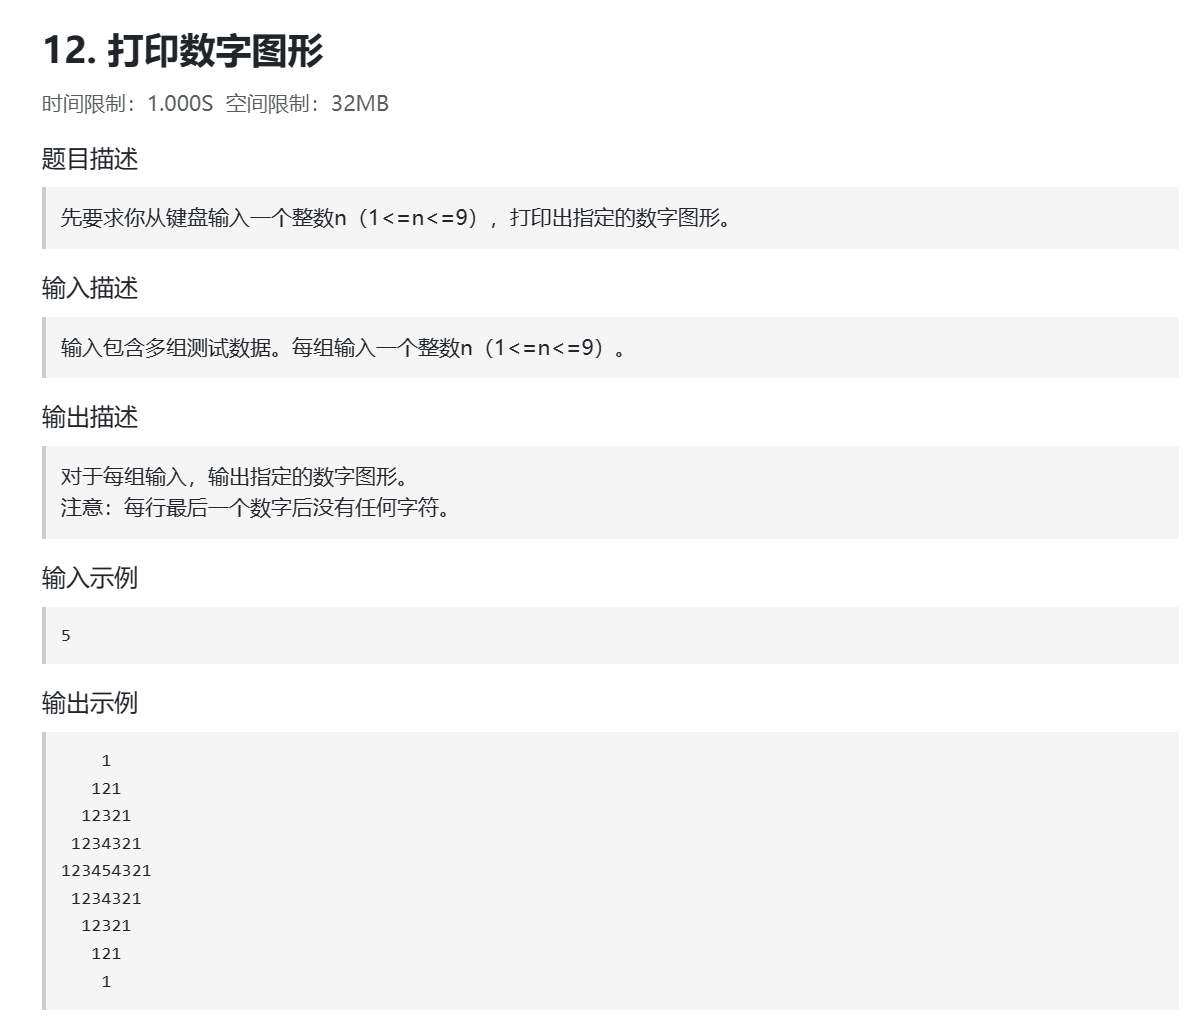 12. 打印数字图形
时间限制：1.000S 空间限制：32MB
题目描述
先要求你从键盘输入一个整数n（1<=n<=9），打印出指定的数字图形。
输入描述
输入包含多组测试数据。每组输入一个整数n（1<=n<=9）。
输出描述
对于每组输入，输出指定的数字图形。
注意：每行最后一个数字后没有任何字符。
输入示例
5
输出示例
    1
   121
  12321
 1234321
123454321
 1234321
  12321
   121
    1